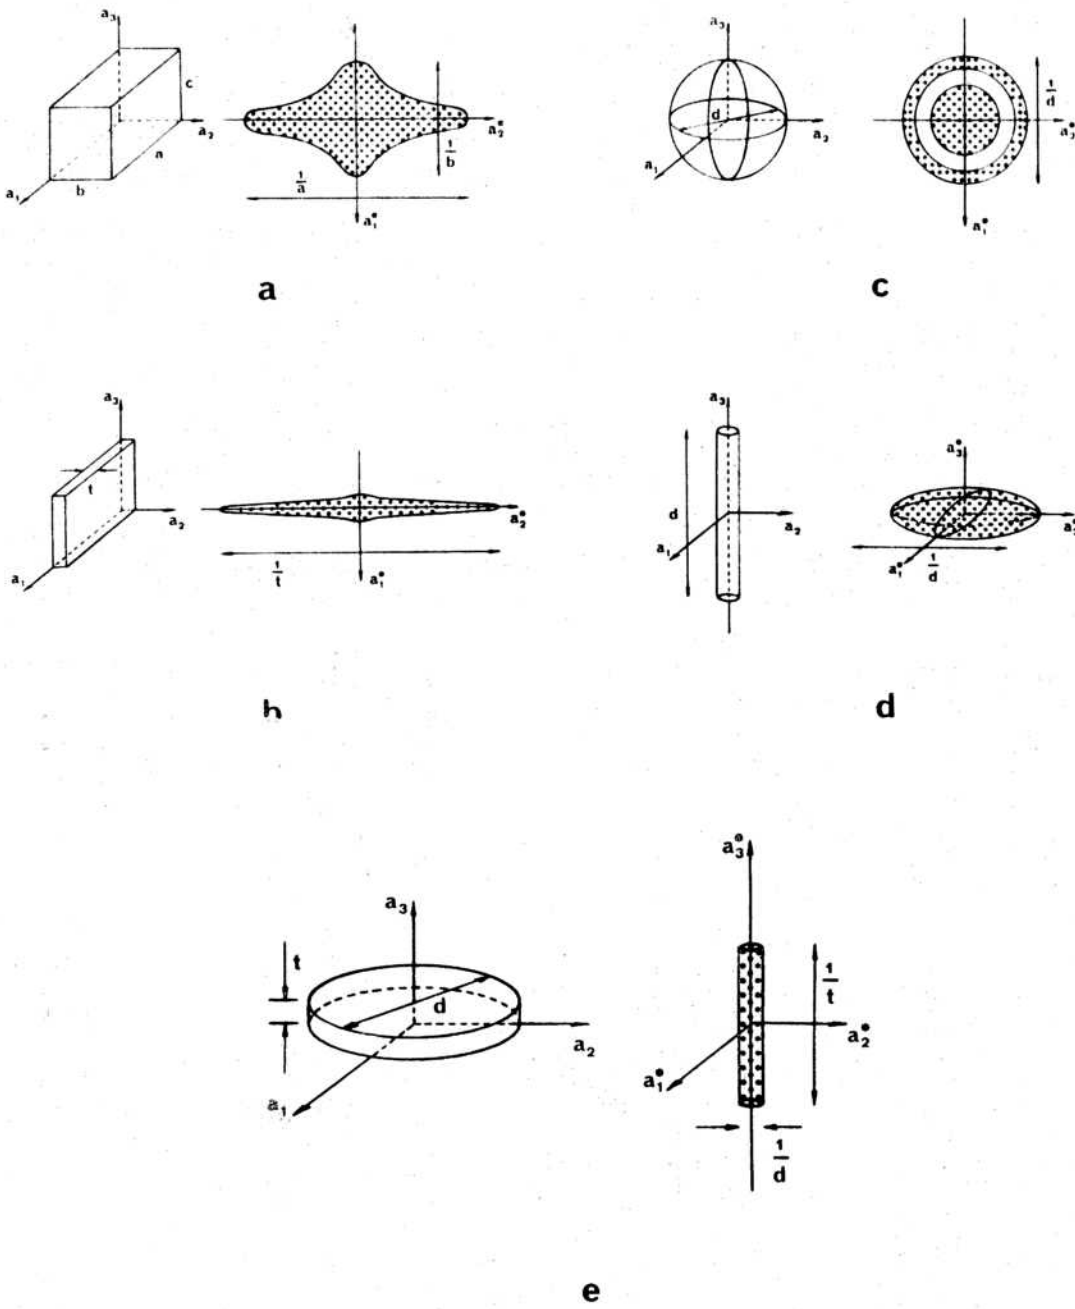 a₃
c
a₂
a
b
a₁
a₂*
1/b
1/a
a₁*
a
a₃
d
a₂
a₁
1/d
a₂*
a₁*
c
a₃
t
a₂
a₁
a₂*
1/t
a₁*
b
a₃
d
a₂
a₁
a₃*
a₂*
a₁*
1/d
d
a₃
t
d
a₂
a₁
a₃*
1/t
a₂*
a₁*
1/d
e